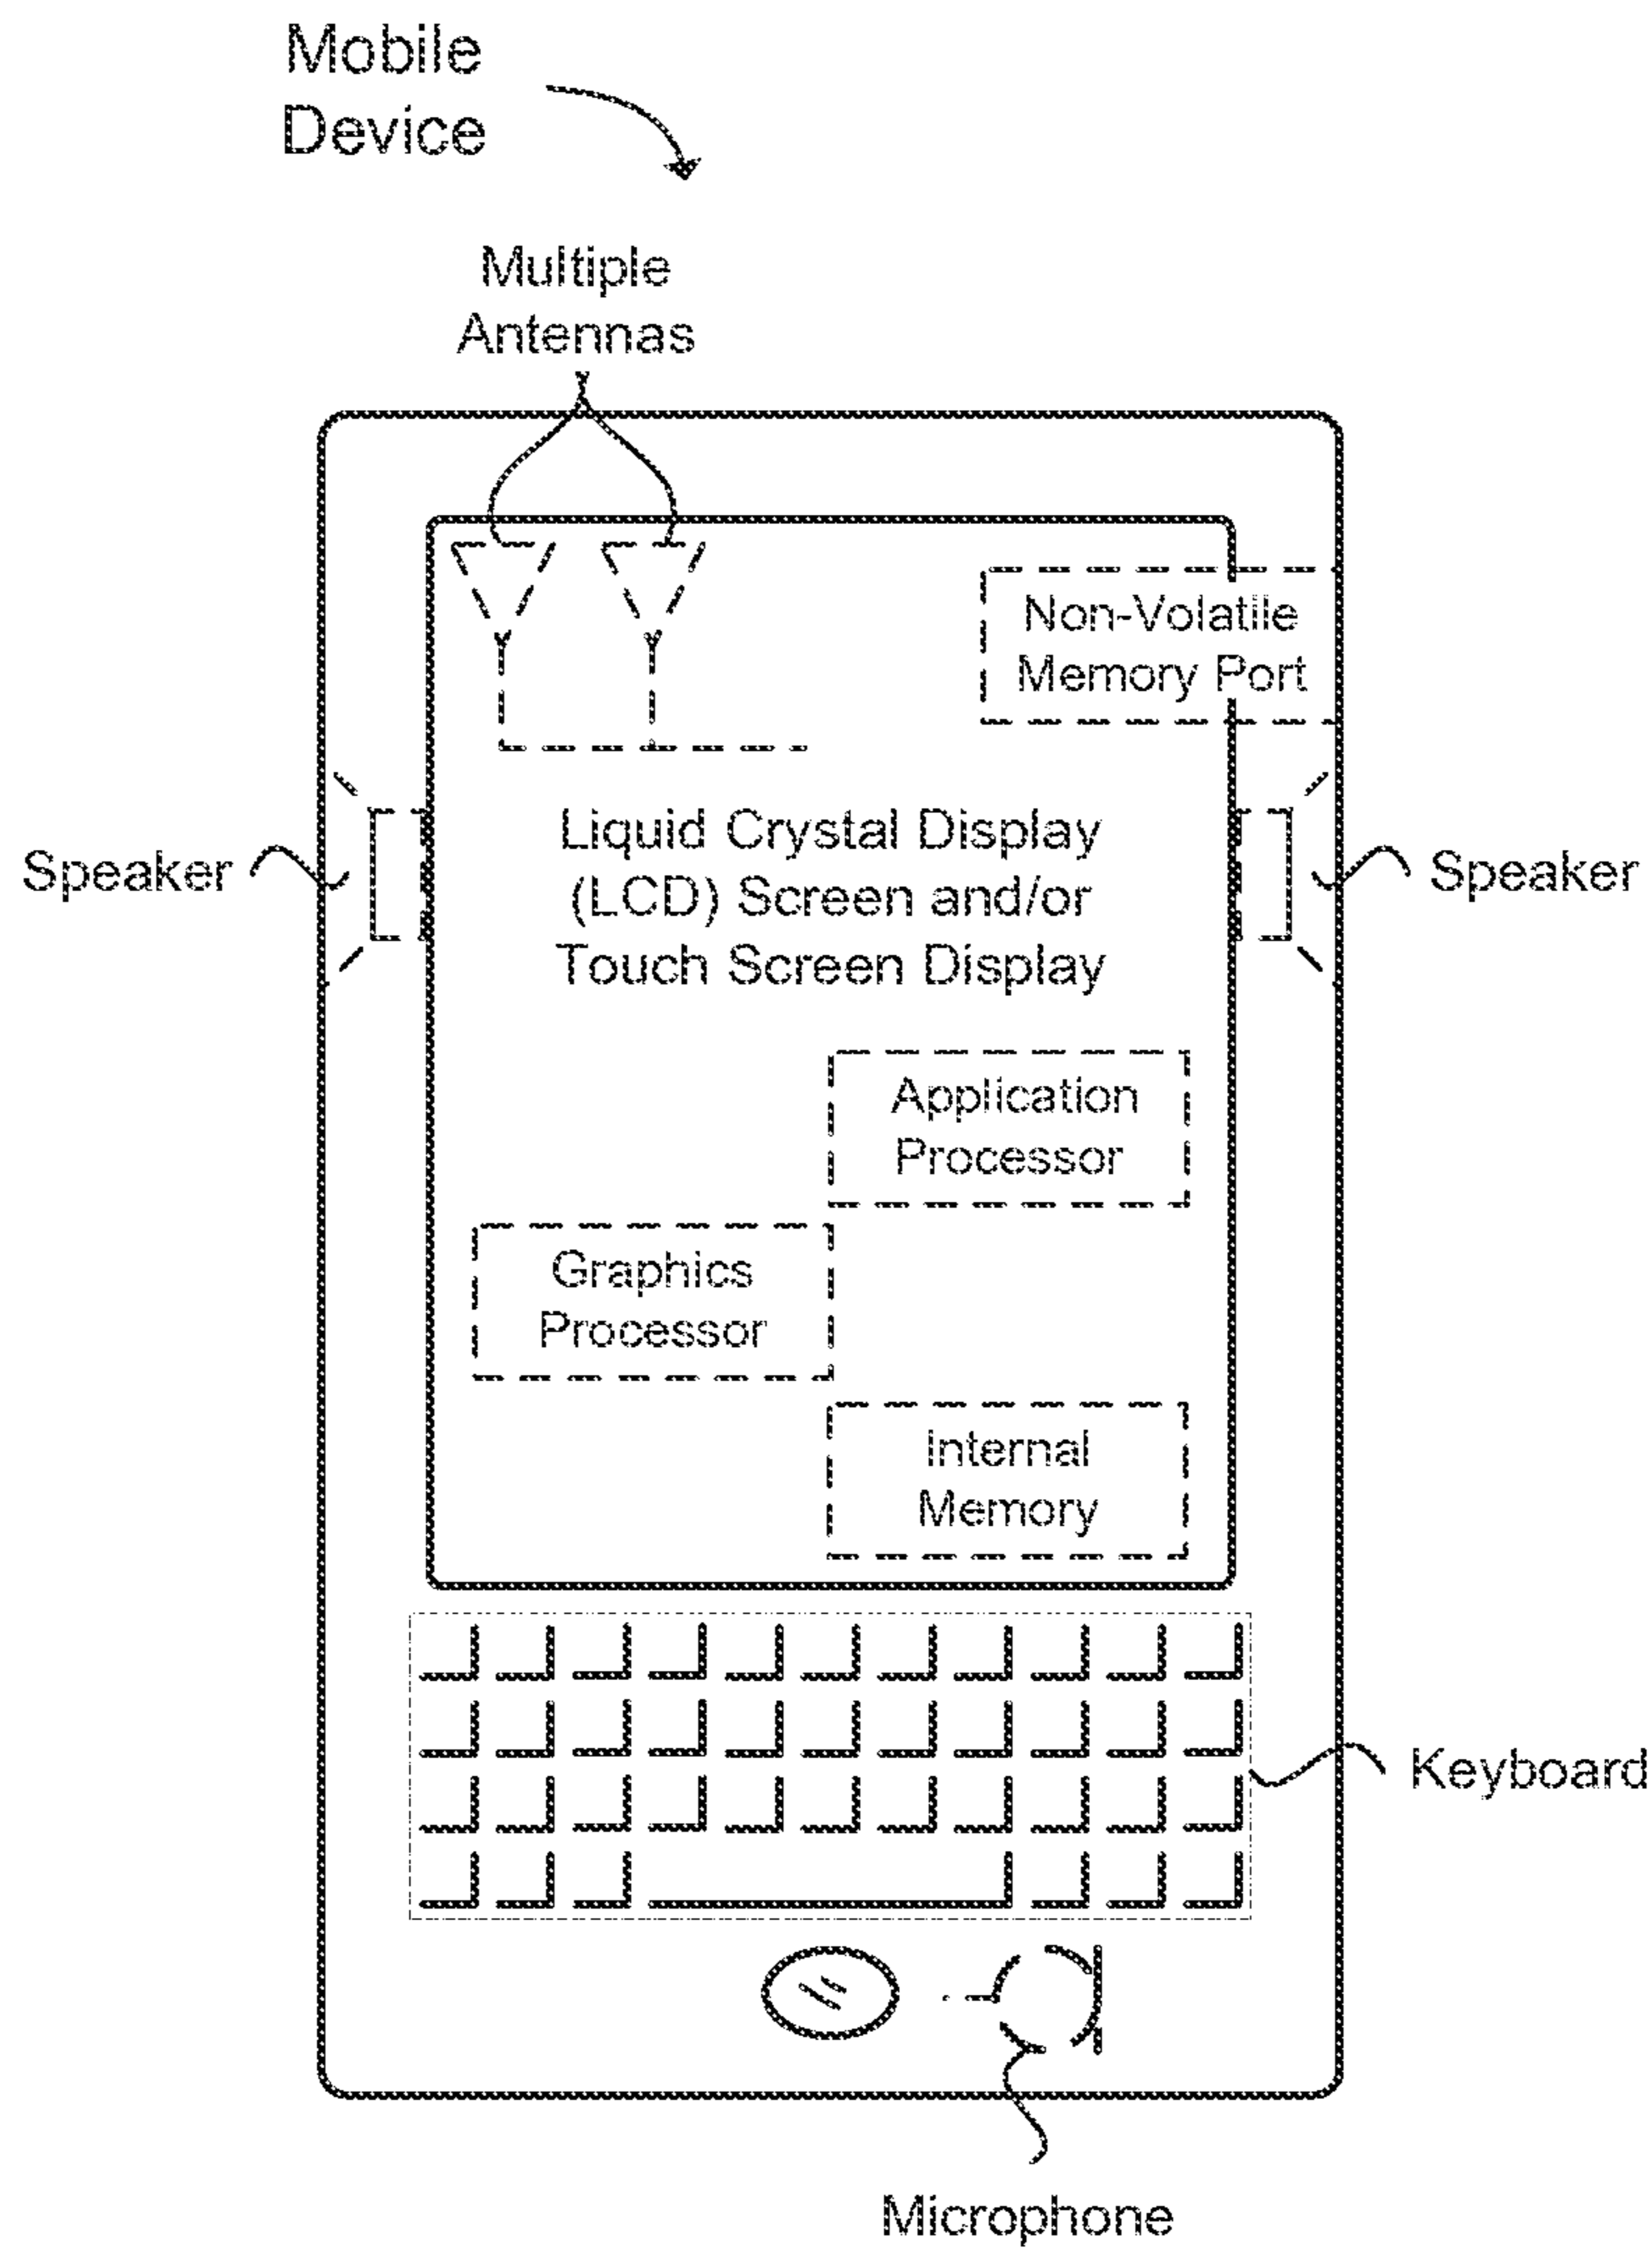 Mobile
Device
Multiple
Antennas
Non-Volatile
Memory Port
Speaker
Liquid Crystal Display
(LCD) Screen and/or
Touch Screen Display
Speaker
Application
Processor
Graphics
Processor
Internal
Memory
Keyboard
Microphone